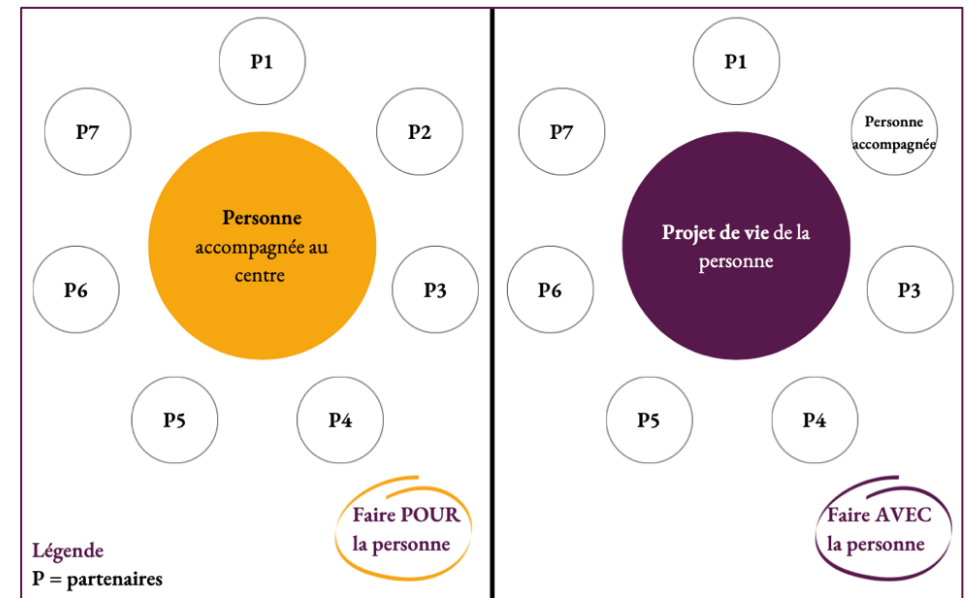 P1
P7
P2
Personne
accompagnée au
centre
P6
P3
P5
P4
Faire POUR
la personne
Légende
P = partenaires
P1
P7
Personne
accompagnée
Projet de vie de la
personne
P6
P3
P5
P4
Faire AVEC
la personne